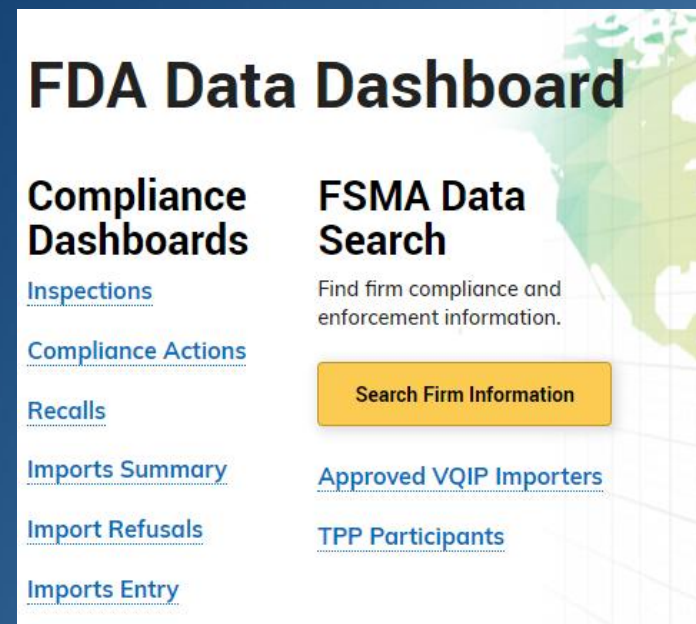 FDA Data Dashboard
Compliance
Dashboards
Inspections
Compliance Actions
Recalls
Imports Summary
Import Refusals
Imports Entry
FSMA Data
Search
Find firm compliance and
enforcement information.
Search Firm Information
Approved VQIP Importers
TPP Participants